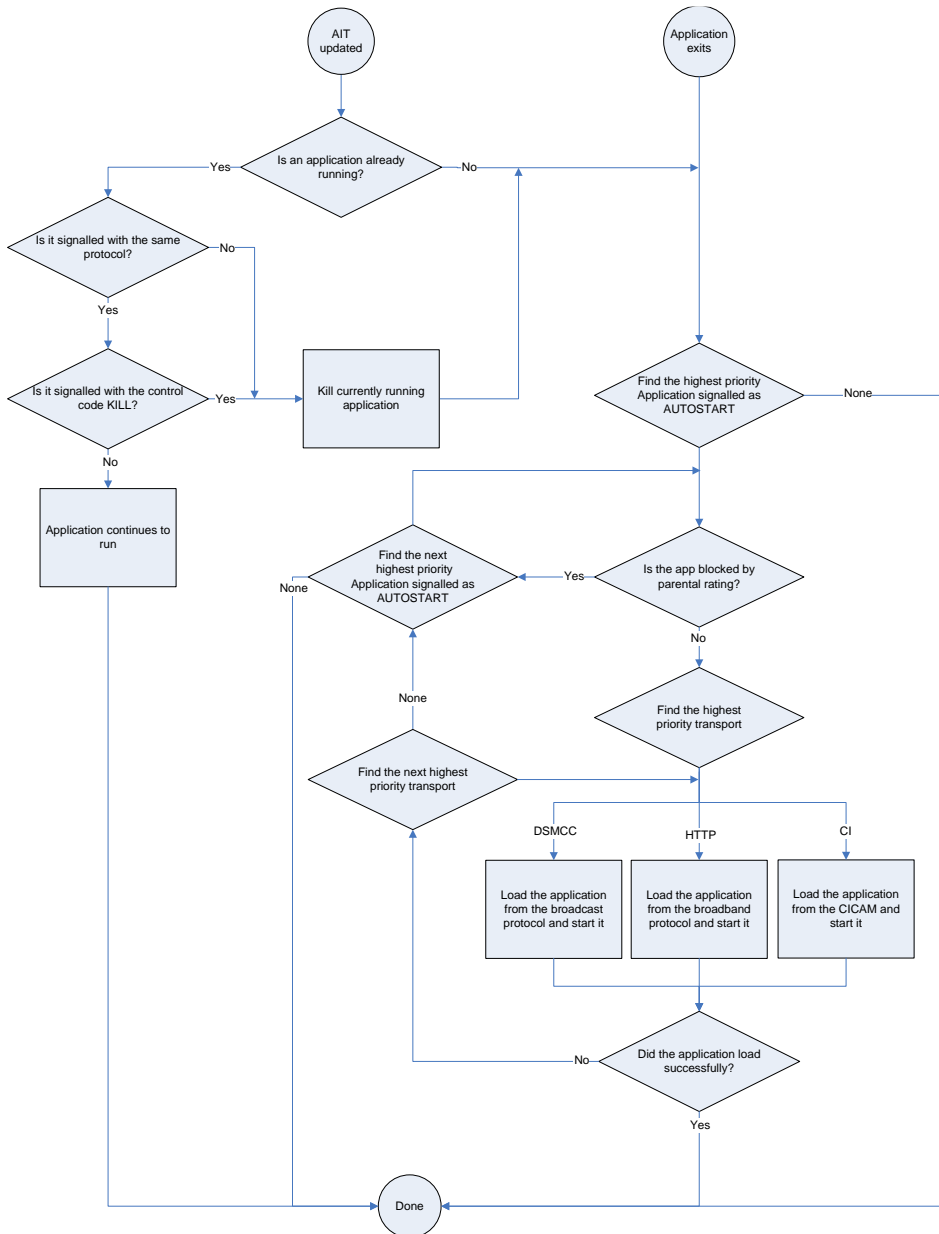 AIT
updated
Application
exits
Is an application already
running?
Yes
No
Is it signalled with the same
protocol?
No
Yes
Is it signalled with the control
code KILL?
Yes
Kill currently running
application
Find the highest priority
Application signalled as
AUTOSTART
None
No
Application continues to
run
Find the next
highest priority
Application signalled as
AUTOSTART
None
Yes
Is the app blocked by
parental rating?
No
None
Find the highest
priority transport
Find the next highest
priority transport
DSMCC
HTTP
CI
Load the application
from the broadcast
protocol and start it
Load the application
from the broadband
protocol and start it
Load the application
from the CICAM and
start it
No
Did the application load
successfully?
Yes
Done